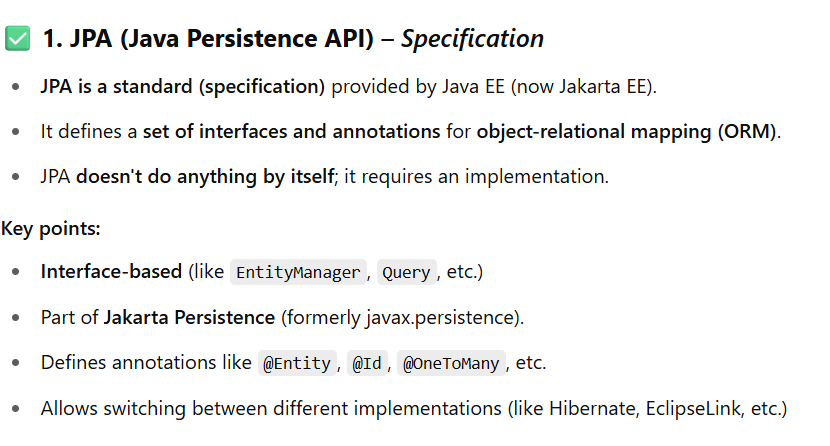 ✅ 1. JPA (Java Persistence API) – Specification
• JPA is a standard (specification) provided by Java EE (now Jakarta EE).
• It defines a set of interfaces and annotations for object-relational mapping (ORM).
• JPA doesn't do anything by itself; it requires an implementation.
Key points:
• Interface-based (like EntityManager, Query, etc.)
• Part of Jakarta Persistence (formerly javax.persistence).
• Defines annotations like @Entity, @Id, @OneToMany, etc.
• Allows switching between different implementations (like Hibernate, EclipseLink, etc.)